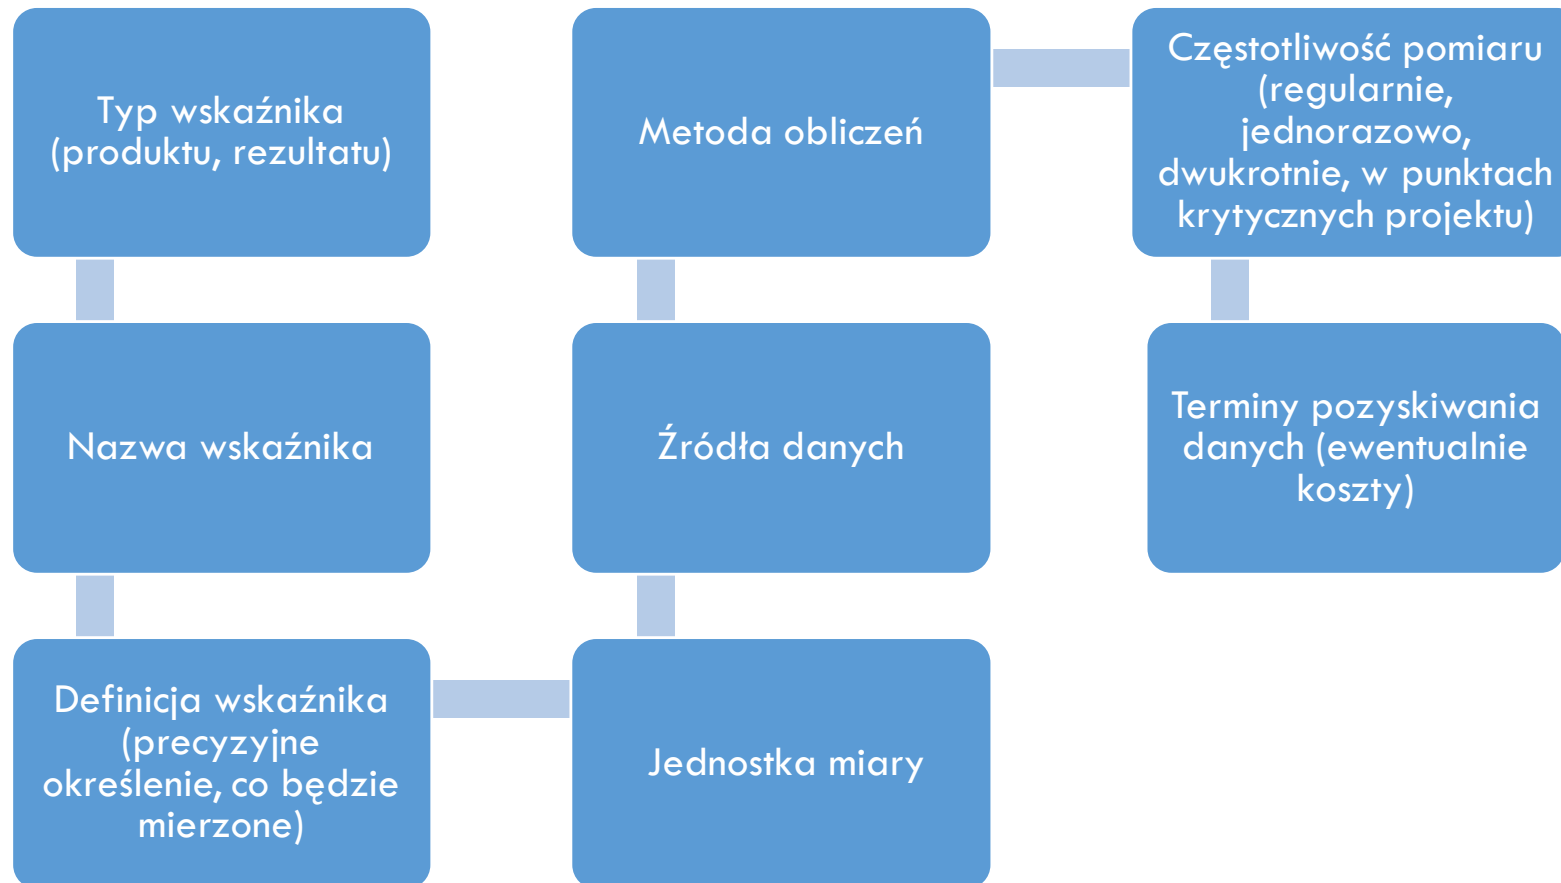 Typ wskaźnika
(produktu, rezultatu)
Nazwa wskaźnika
Definicja wskaźnika
(precyzyjne
określenie, co będzie
mierzone)
Jednostka miary
Źródła danych
Metoda obliczeń
Częstotliwość pomiaru
(regularnie,
jednorazowo,
dwukrotnie, w punktach
krytycznych projektu)
Terminy pozyskiwania
danych (ewentualnie
koszty)